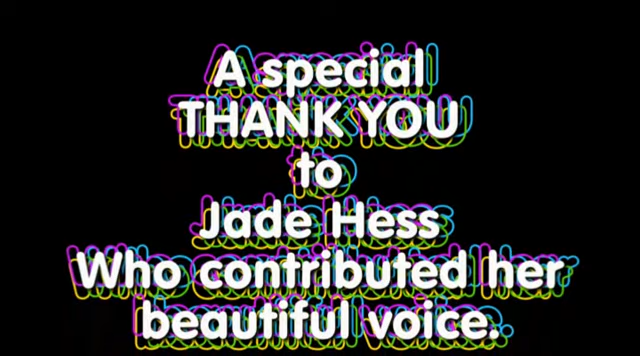 A special
THANK YOU
to
Jade Hess
Who contributed her
beautiful voice.